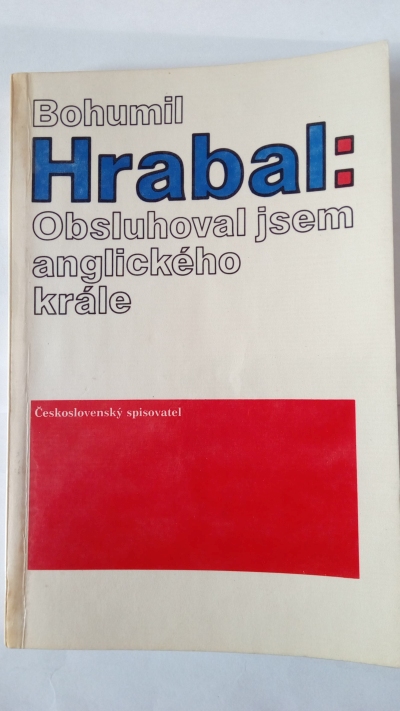 Bohumil
Hrabal:
Obsluhoval jsem
anglického
krále
Československý spisovatel